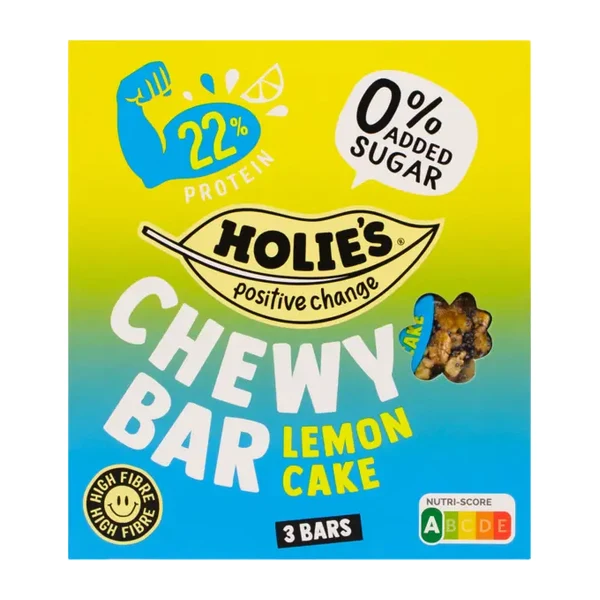 22%
PROTEIN
0%
ADDED
SUGAR
HOLIE'S®
positive change
CHEWY
BAR
LEMON
CAKE
CAKE
3 BARS
HIGH FIBRE
HIGH FIBRE
NUTRI-SCORE
A B C D E